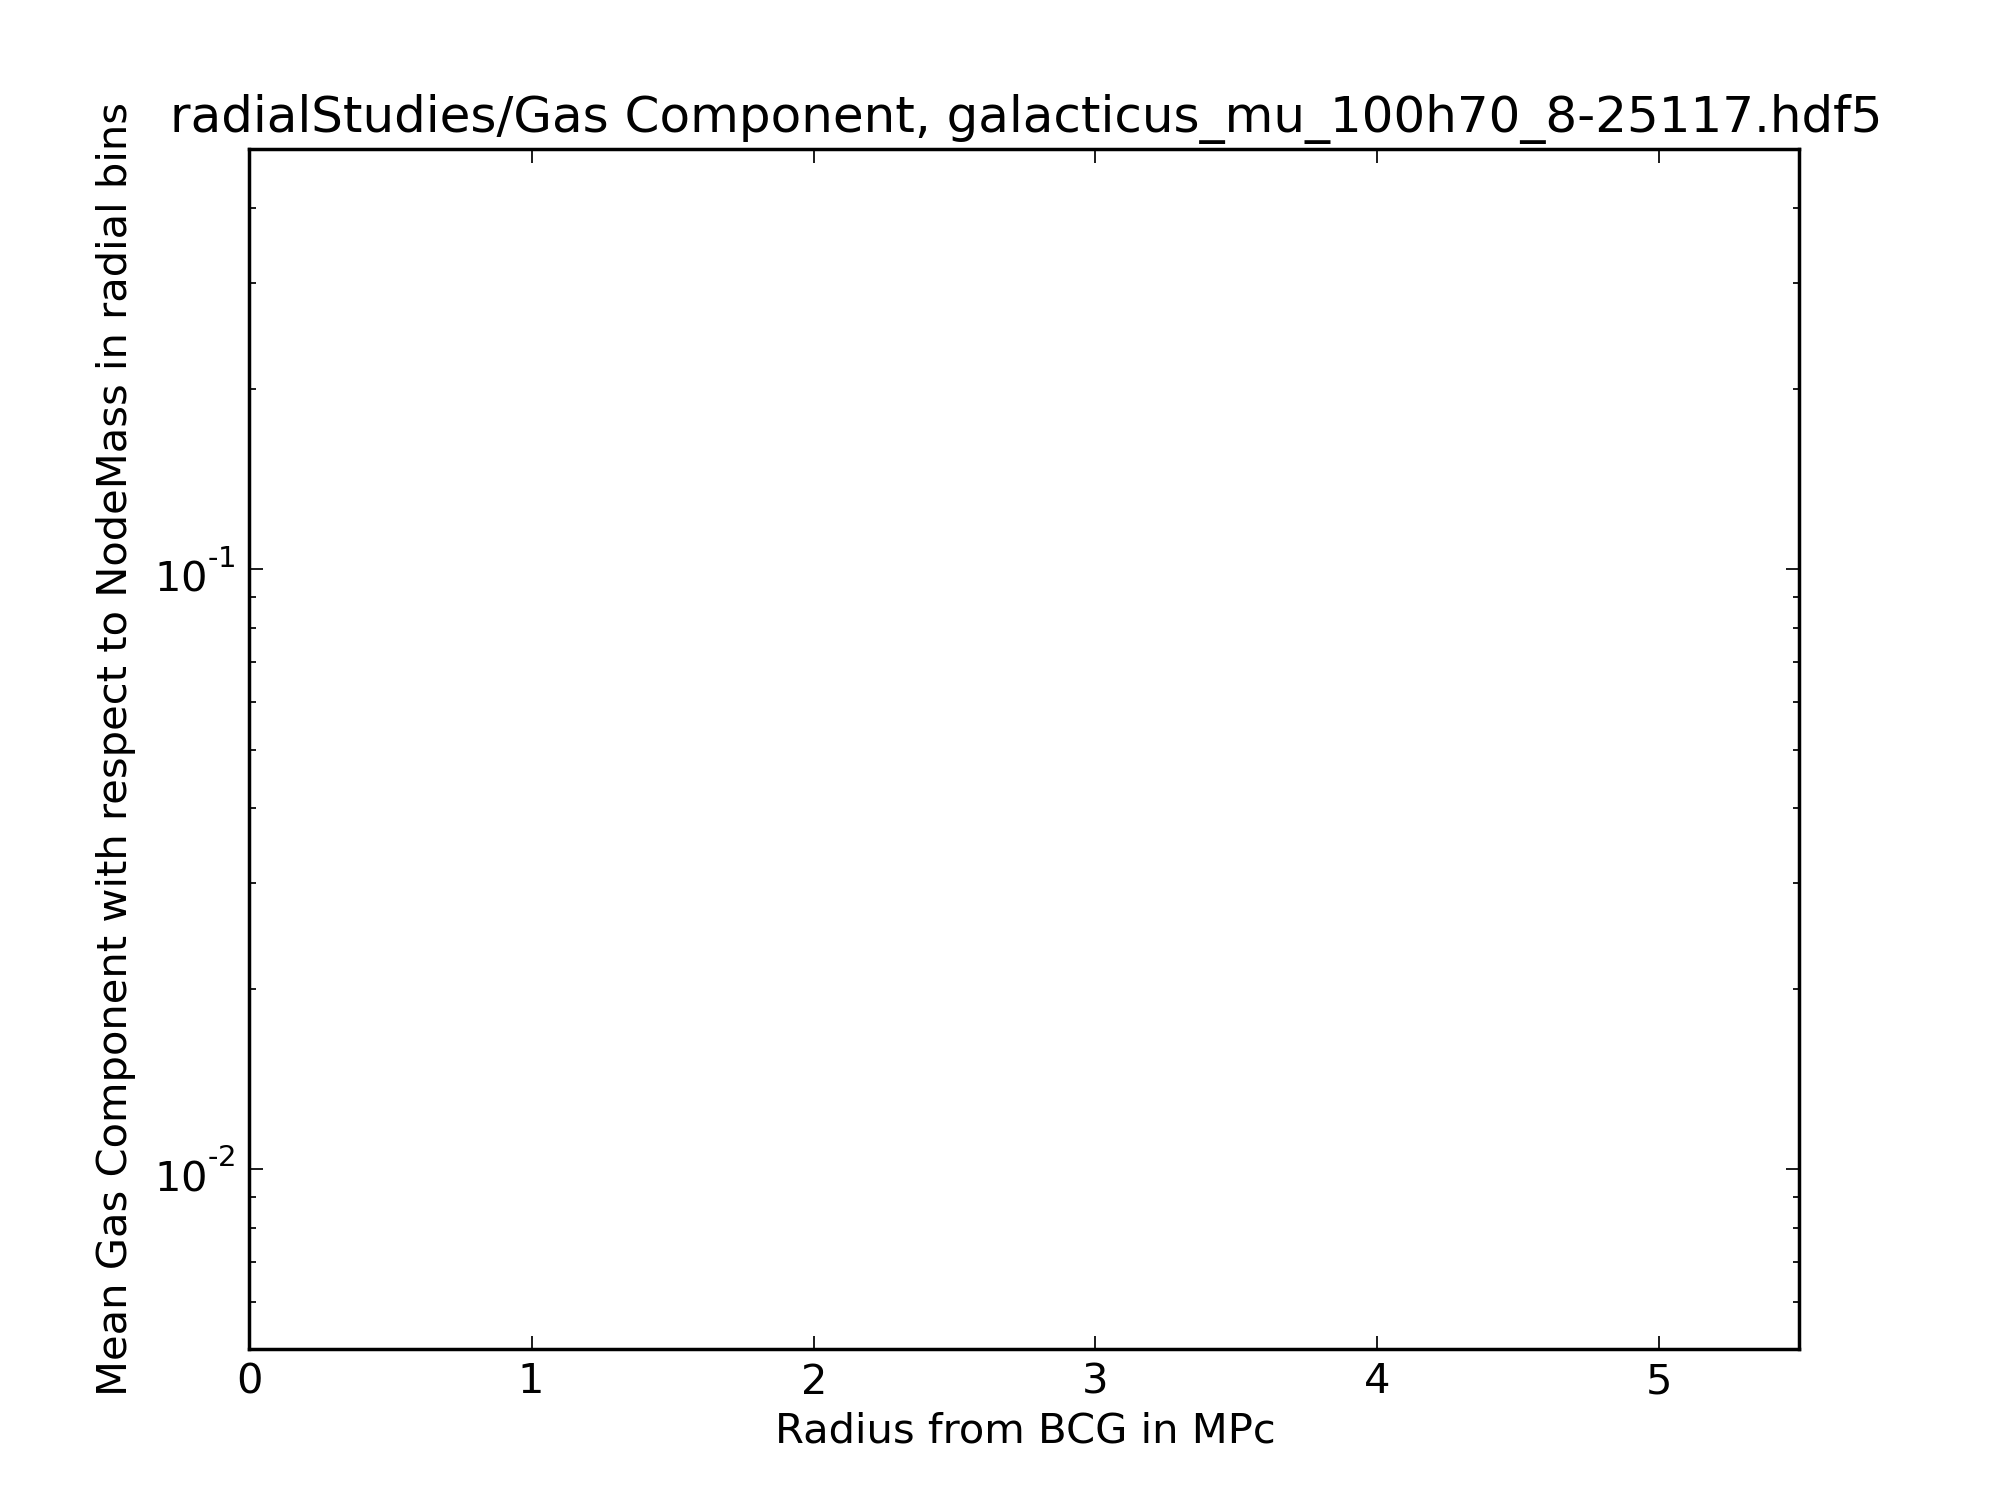 radialStudies/Gas Component, galacticus_mu_100h70_8-25117.hdf5
Mean Gas Component with respect to NodeMass in radial bins
10^-1
10^-2
0 1 2 3 4 5
Radius from BCG in MPc